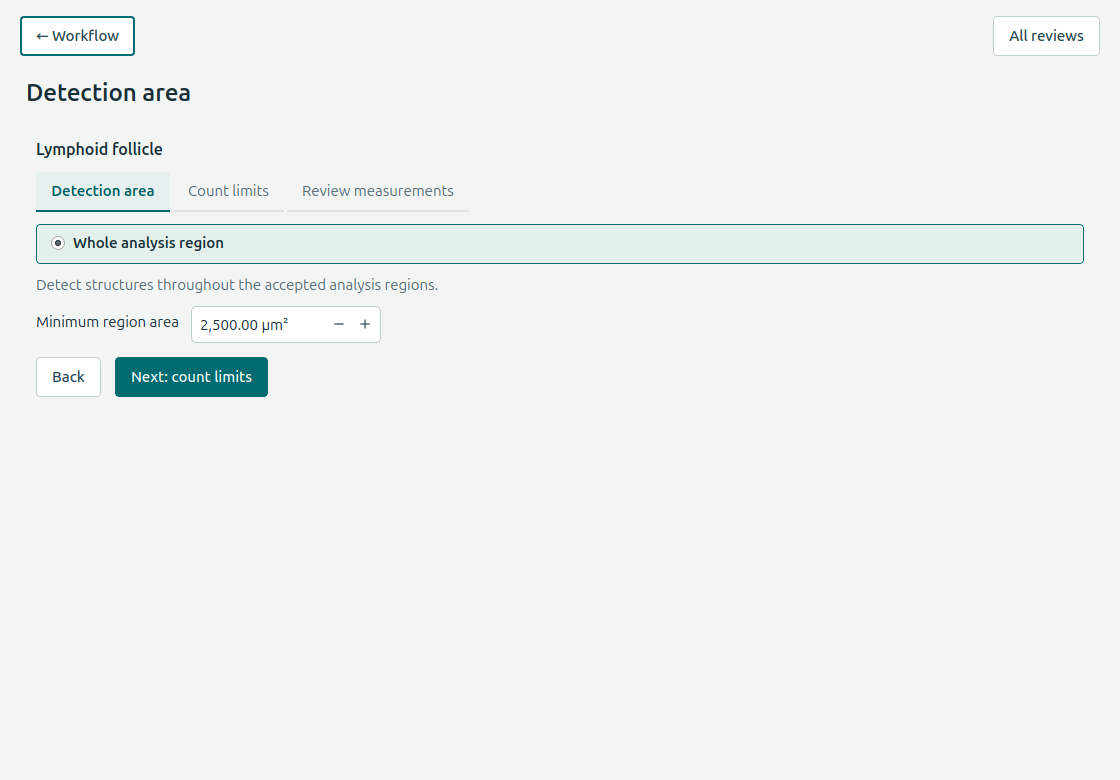 ← Workflow
All reviews
Detection area
Lymphoid follicle
Detection area
Count limits
Review measurements
Whole analysis region
Detect structures throughout the accepted analysis regions.
Minimum region area
2,500.00 µm²
− +
Back
Next: count limits